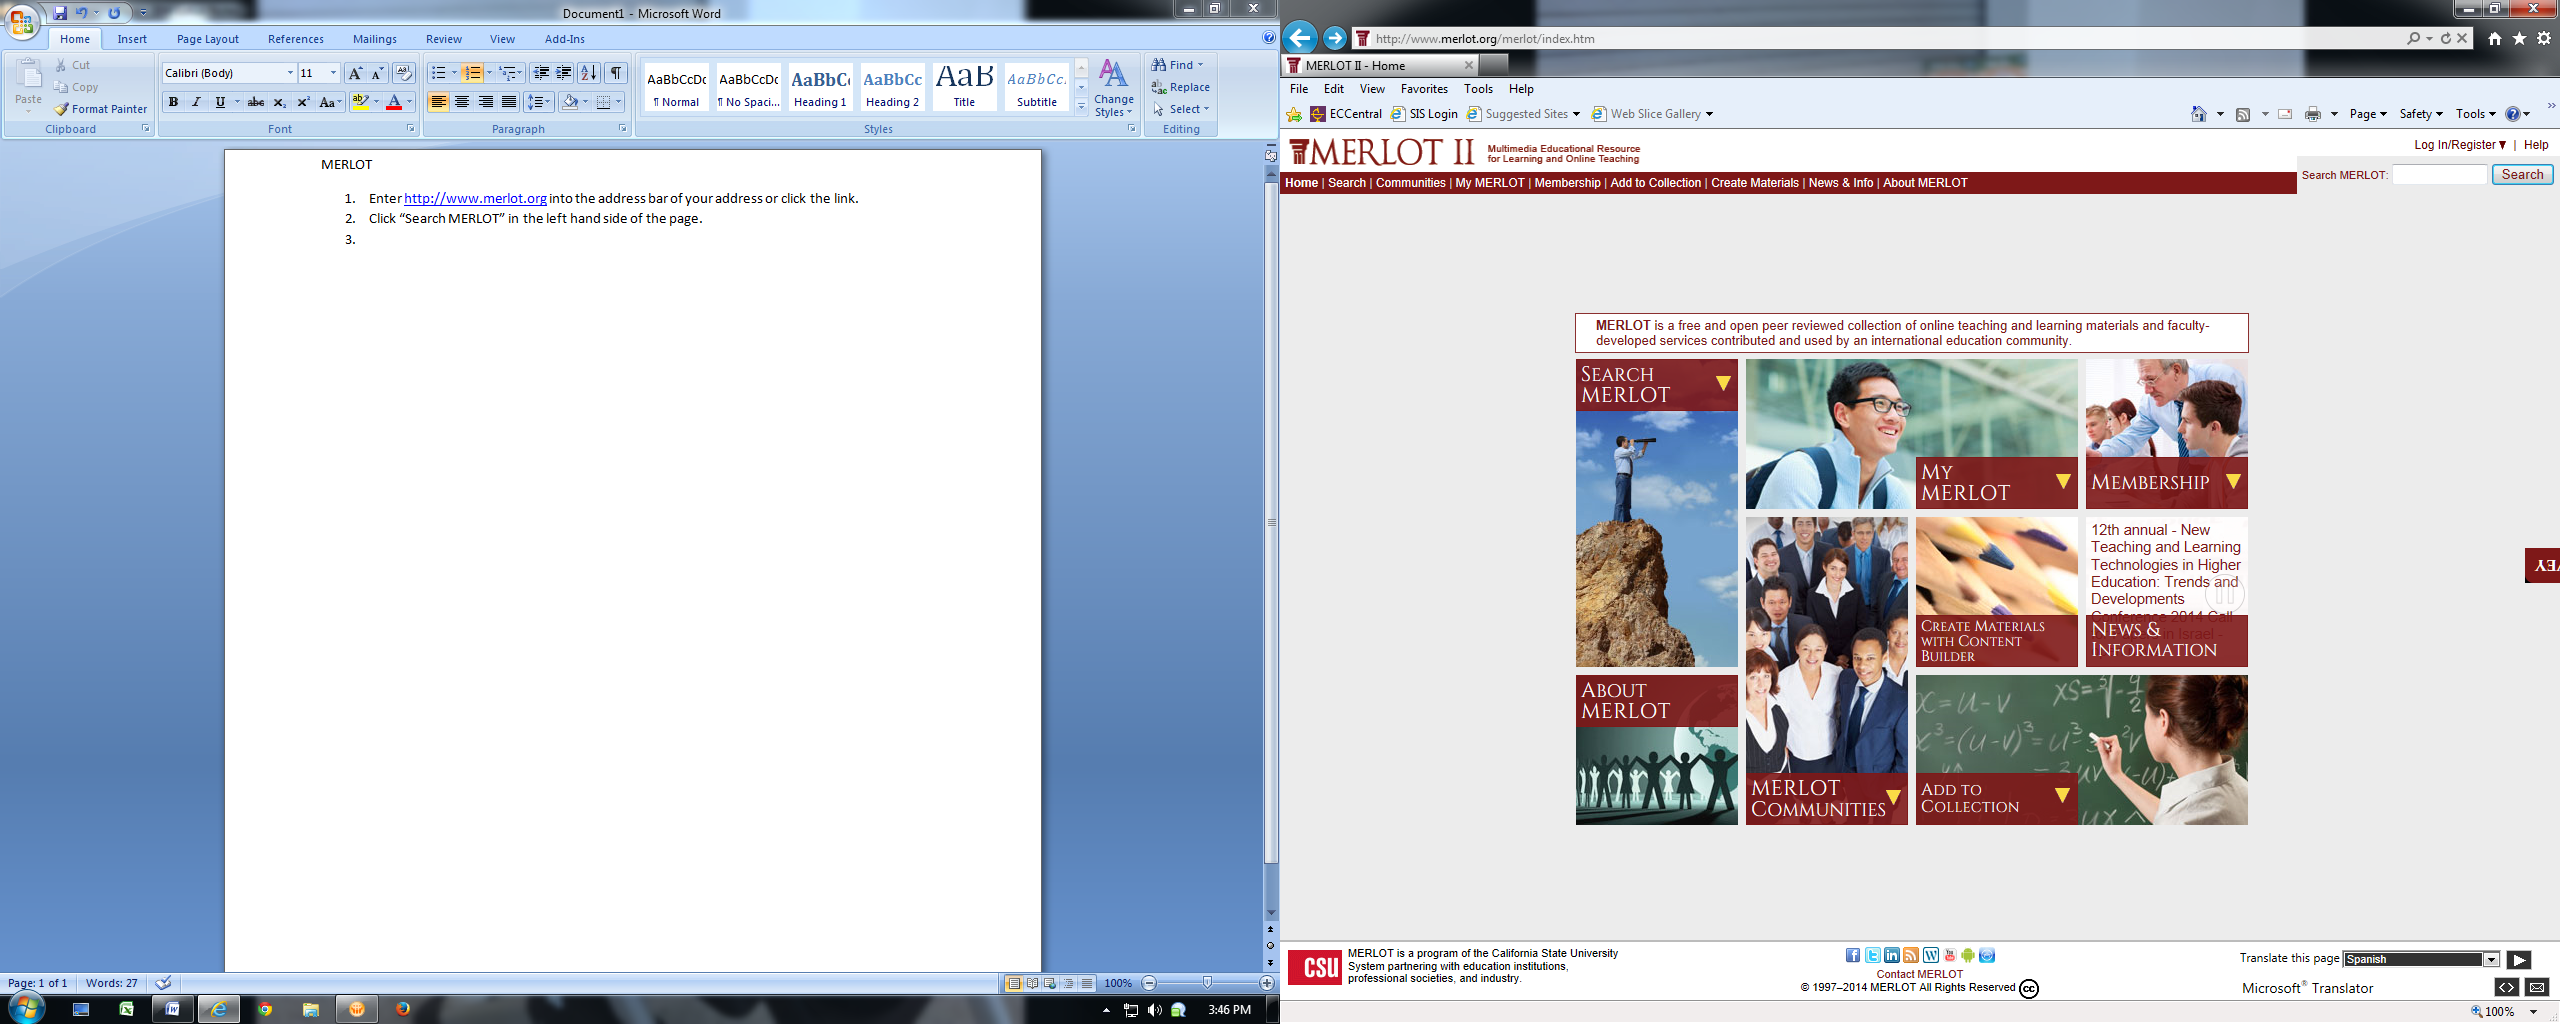 Document1 - Microsoft Word
Home Insert Page Layout References Mailings Review View Add-Ins
Paste
Cut
Copy
Format Painter
Clipboard
Calibri (Body) 11
Font
Paragraph
AaBbCcDc AaBbCcDc AaBbC AaBbCc AaB AaBbCc.
¶ Normal ¶ No Spaci... Heading 1 Heading 2 Title Subtitle
Change
Styles
Styles
Find
Replace
Select
Editing
MERLOT
1. Enter http://www.merlot.org into the address bar of your address or click the link.
2. Click “Search MERLOT” in the left hand side of the page.
3.
Page: 1 of 1 Words: 27
100%
3:46 PM
http://www.merlot.org/merlot/index.htm
MERLOT II - Home
File Edit View Favorites Tools Help
ECCentral SIS Login Suggested Sites Web Slice Gallery
Page Safety Tools
MERLOT II
Multimedia Educational Resource
for Learning and Online Teaching
Log In/Register | Help
Home | Search | Communities | My MERLOT | Membership | Add to Collection | Create Materials | News & Info | About MERLOT
Search MERLOT: Search
MERLOT is a free and open peer reviewed collection of online teaching and learning materials and faculty-
developed services contributed and used by an international education community.
SEARCH
MERLOT
MY
MERLOT
MEMBERSHIP
12th annual - New
Teaching and Learning
Technologies in Higher
Education: Trends and
Developments
Conference 2014 Call
in Israel -
CREATE MATERIALS
WITH CONTENT
BUILDER
NEWS &
INFORMATION
ABOUT
MERLOT
MERLOT
COMMUNITIES
ADD TO
COLLECTION
CSU
MERLOT is a program of the California State University
System partnering with education institutions,
professional societies, and industry.
Contact MERLOT
© 1997–2014 MERLOT All Rights Reserved cc
Translate this page Spanish
Microsoft® Translator
100%